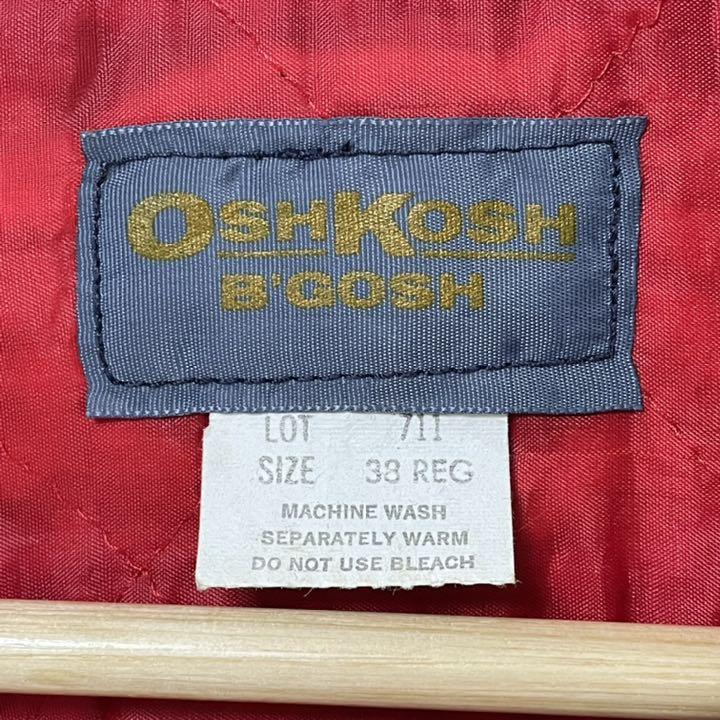 OSHKOSH
B'GOSH
LOT 711
SIZE 38 REG
MACHINE WASH
SEPARATELY WARM
DO NOT USE BLEACH